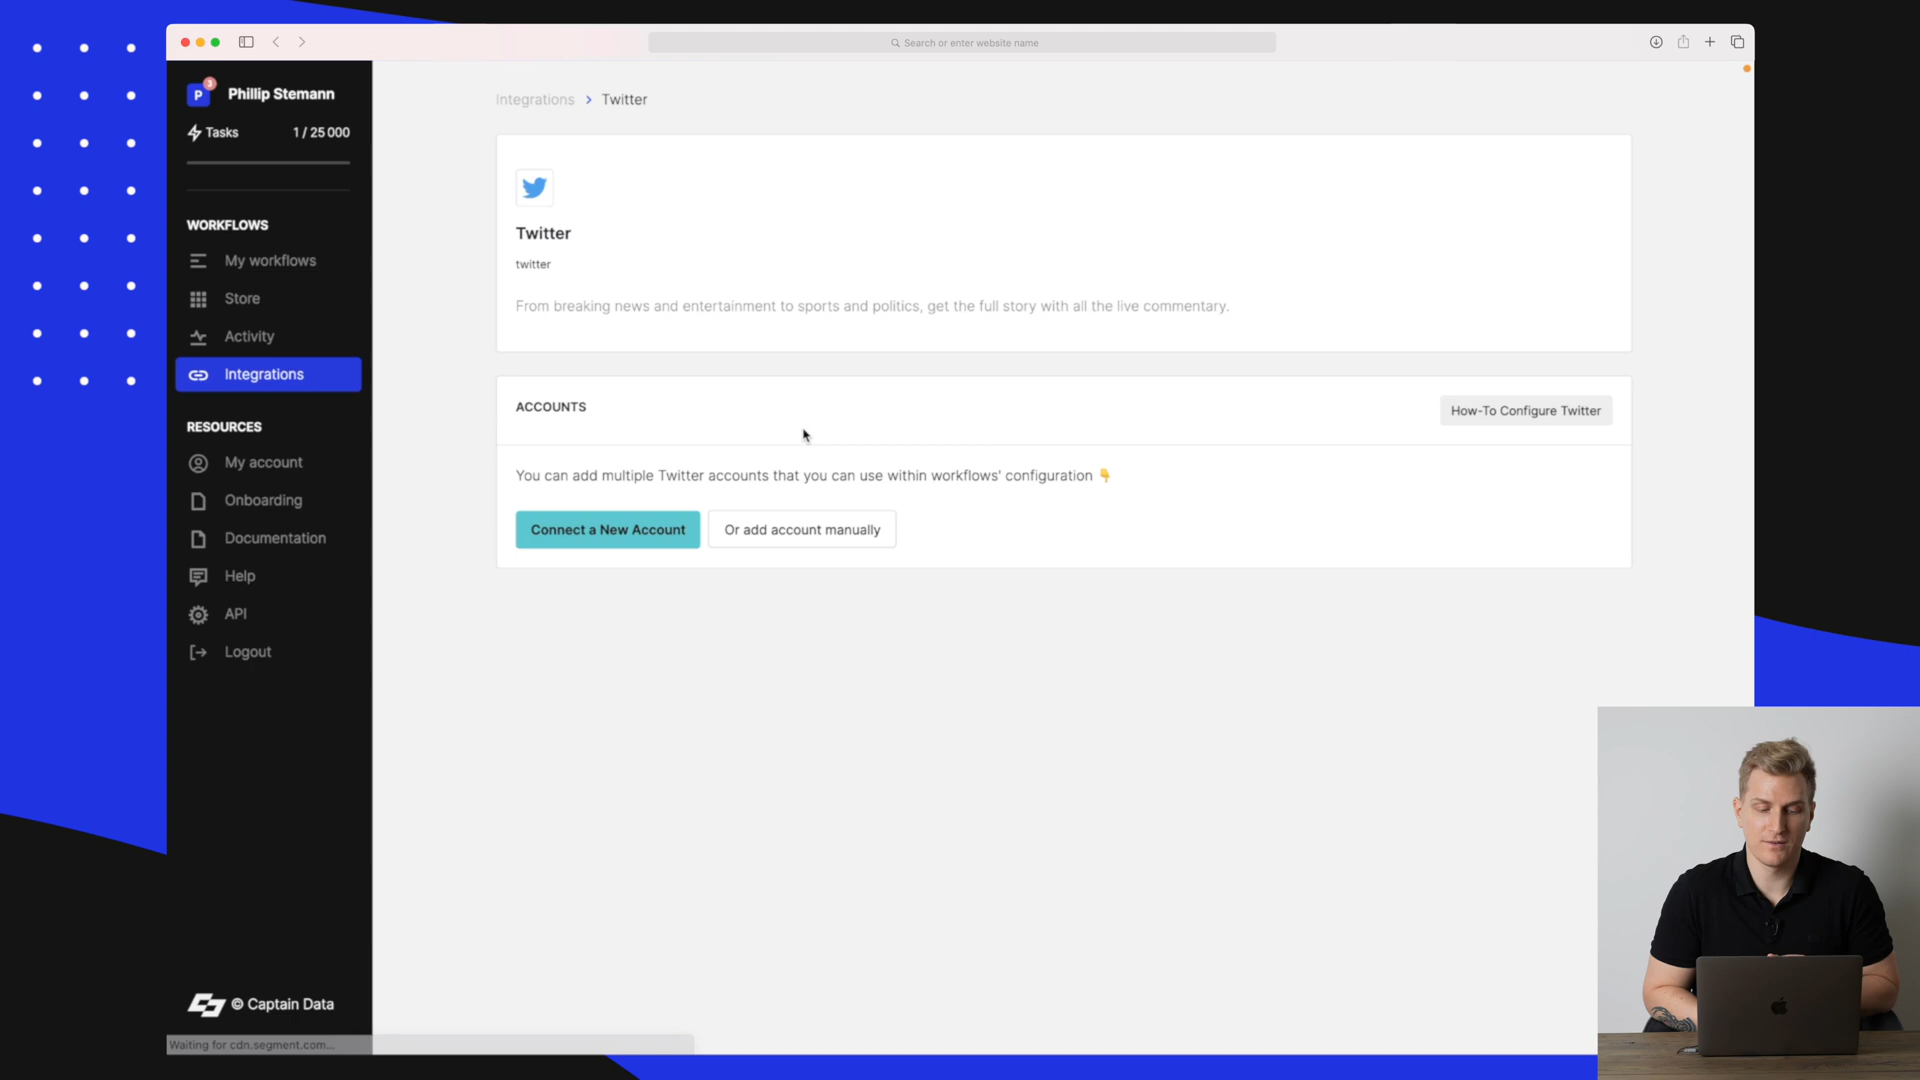 Search or enter website name
P
3
Phillip Stemann
Tasks
1 / 25 000
WORKFLOWS
My workflows
Store
Activity
Integrations
RESOURCES
My account
Onboarding
Documentation
Help
API
Logout
© Captain Data
Waiting for cdn.segment.com...
Integrations > Twitter
Twitter
twitter
From breaking news and entertainment to sports and politics, get the full story with all the live commentary.
ACCOUNTS
How-To Configure Twitter
You can add multiple Twitter accounts that you can use within workflows' configuration 👇
Connect a New Account
Or add account manually